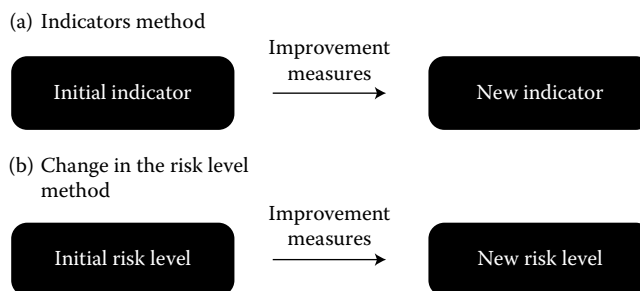 (a) Indicators method
Improvement
measures
Initial indicator
New indicator
(b) Change in the risk level
method
Improvement
measures
Initial risk level
New risk level